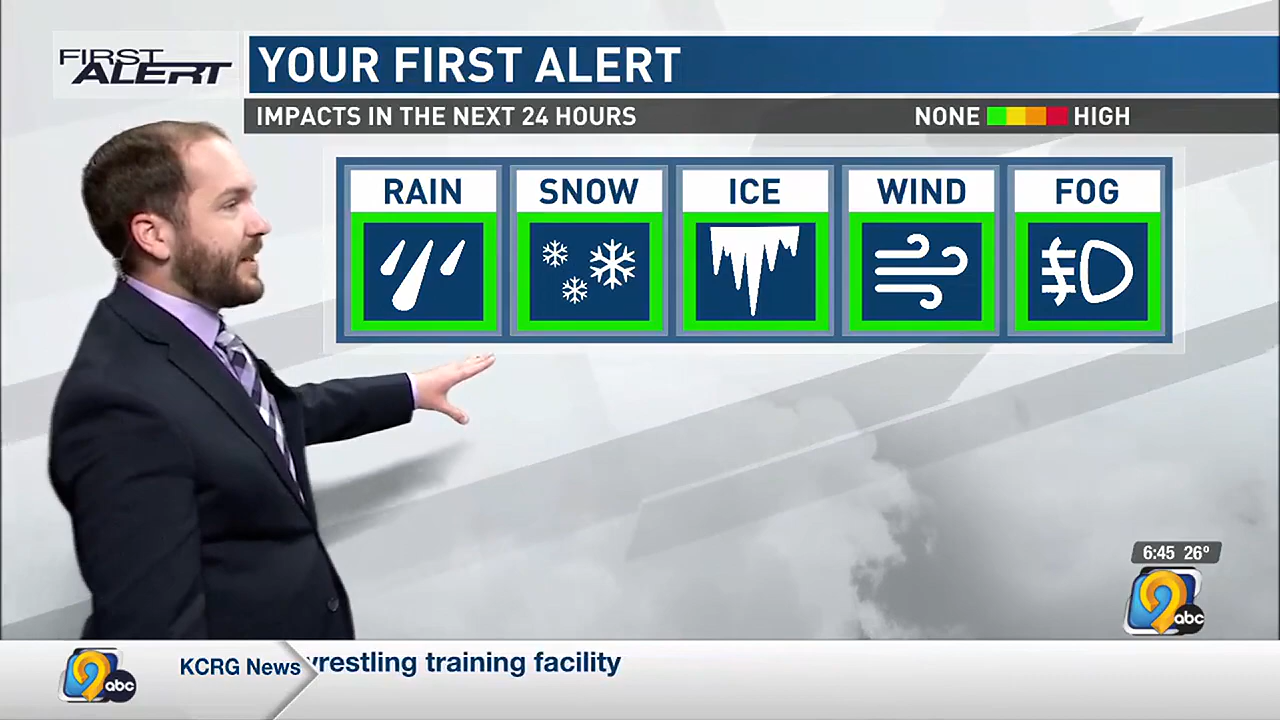 FIRST ALERT
YOUR FIRST ALERT
IMPACTS IN THE NEXT 24 HOURS
NONE HIGH
RAIN SNOW ICE WIND FOG
6:45 26°
9 abc
9 abc
KCRG News
wrestling training facility